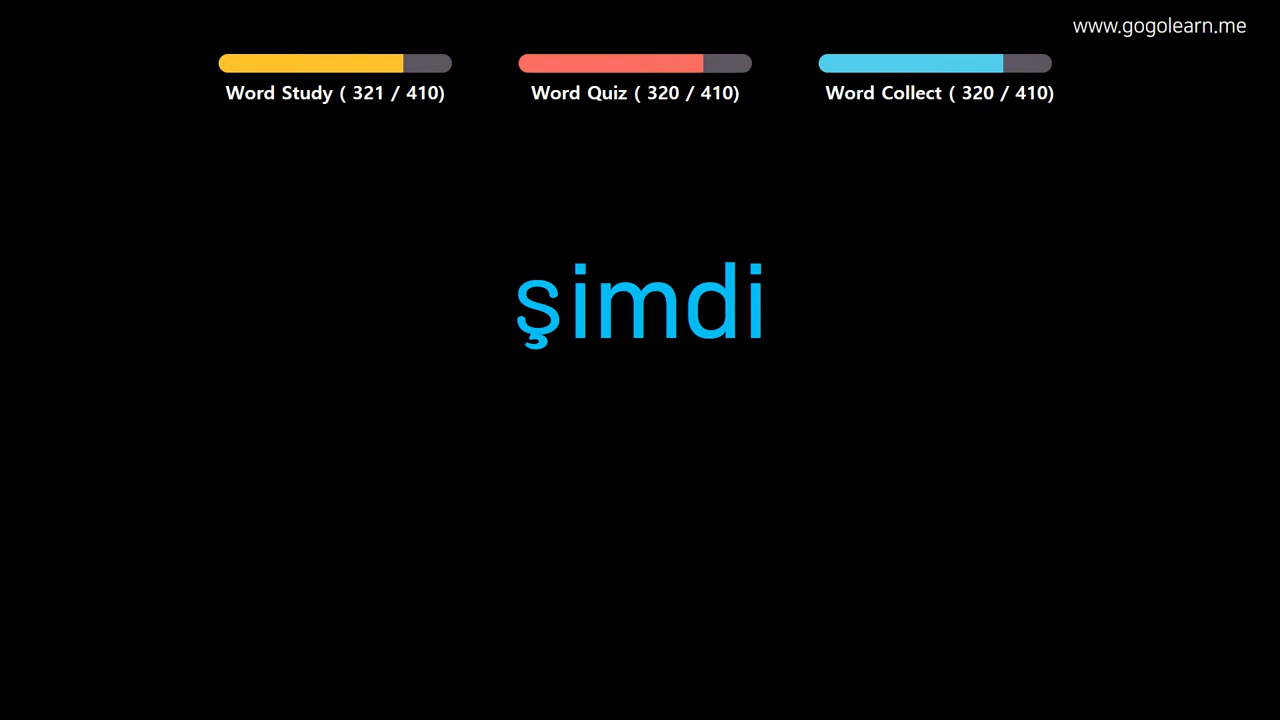 www.gogolearn.me
Word Study ( 321 / 410)
Word Quiz ( 320 / 410)
Word Collect ( 320 / 410)
şimdi